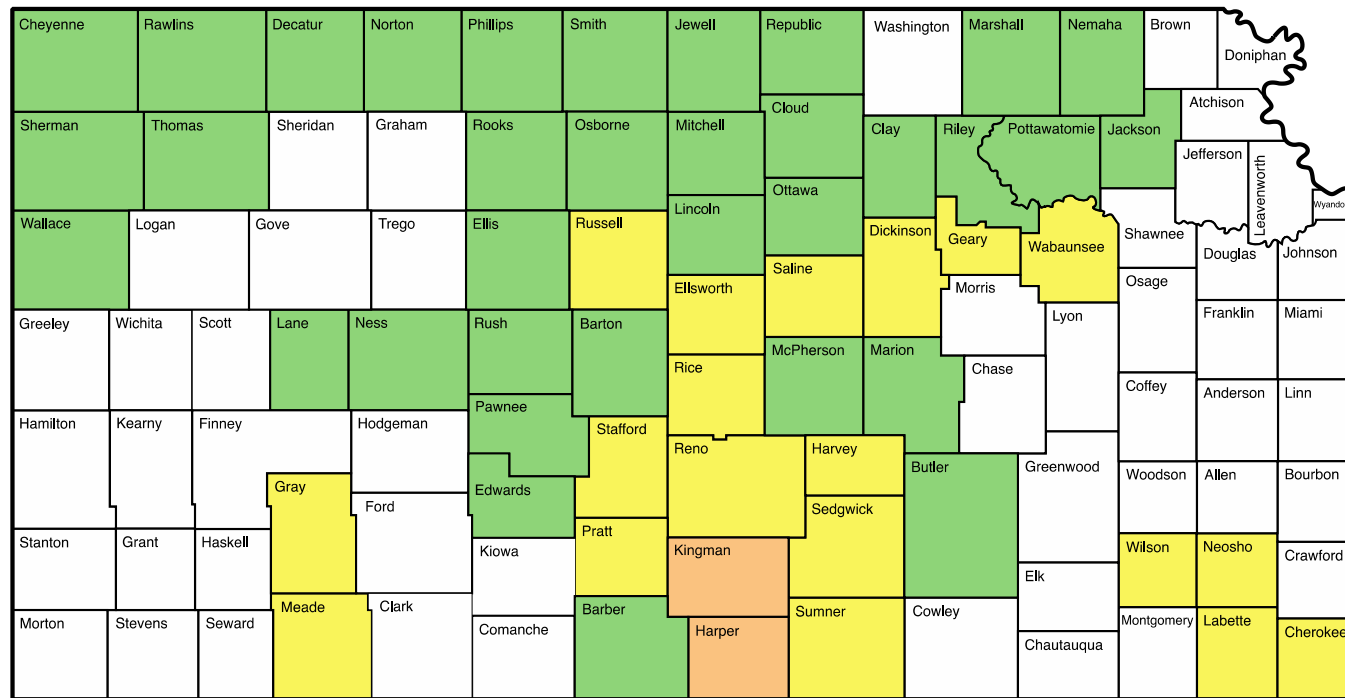 Cheyenne
Rawlins
Decatur
Norton
Phillips
Smith
Jewell
Republic
Washington
Marshall
Nemaha
Brown
Doniphan
Sherman
Thomas
Sheridan
Graham
Rooks
Osborne
Mitchell
Cloud
Clay
Riley
Pottawatomie
Jackson
Atchison
Jefferson
Leavenworth
Wyando
Wallace
Logan
Gove
Trego
Ellis
Russell
Lincoln
Ottawa
Dickinson
Geary
Wabaunsee
Shawnee
Douglas
Johnson
Ellsworth
Saline
Morris
Osage
Greeley
Wichita
Scott
Lane
Ness
Rush
Barton
Rice
McPherson
Marion
Chase
Lyon
Franklin
Miami
Hamilton
Kearny
Finney
Hodgeman
Pawnee
Stafford
Reno
Harvey
Butler
Greenwood
Coffey
Anderson
Linn
Gray
Ford
Edwards
Sedgwick
Woodson
Allen
Bourbon
Stanton
Grant
Haskell
Kiowa
Pratt
Kingman
Elk
Wilson
Neosho
Crawford
Morton
Stevens
Seward
Meade
Clark
Comanche
Barber
Harper
Sumner
Cowley
Chautauqua
Montgomery
Labette
Cherokee